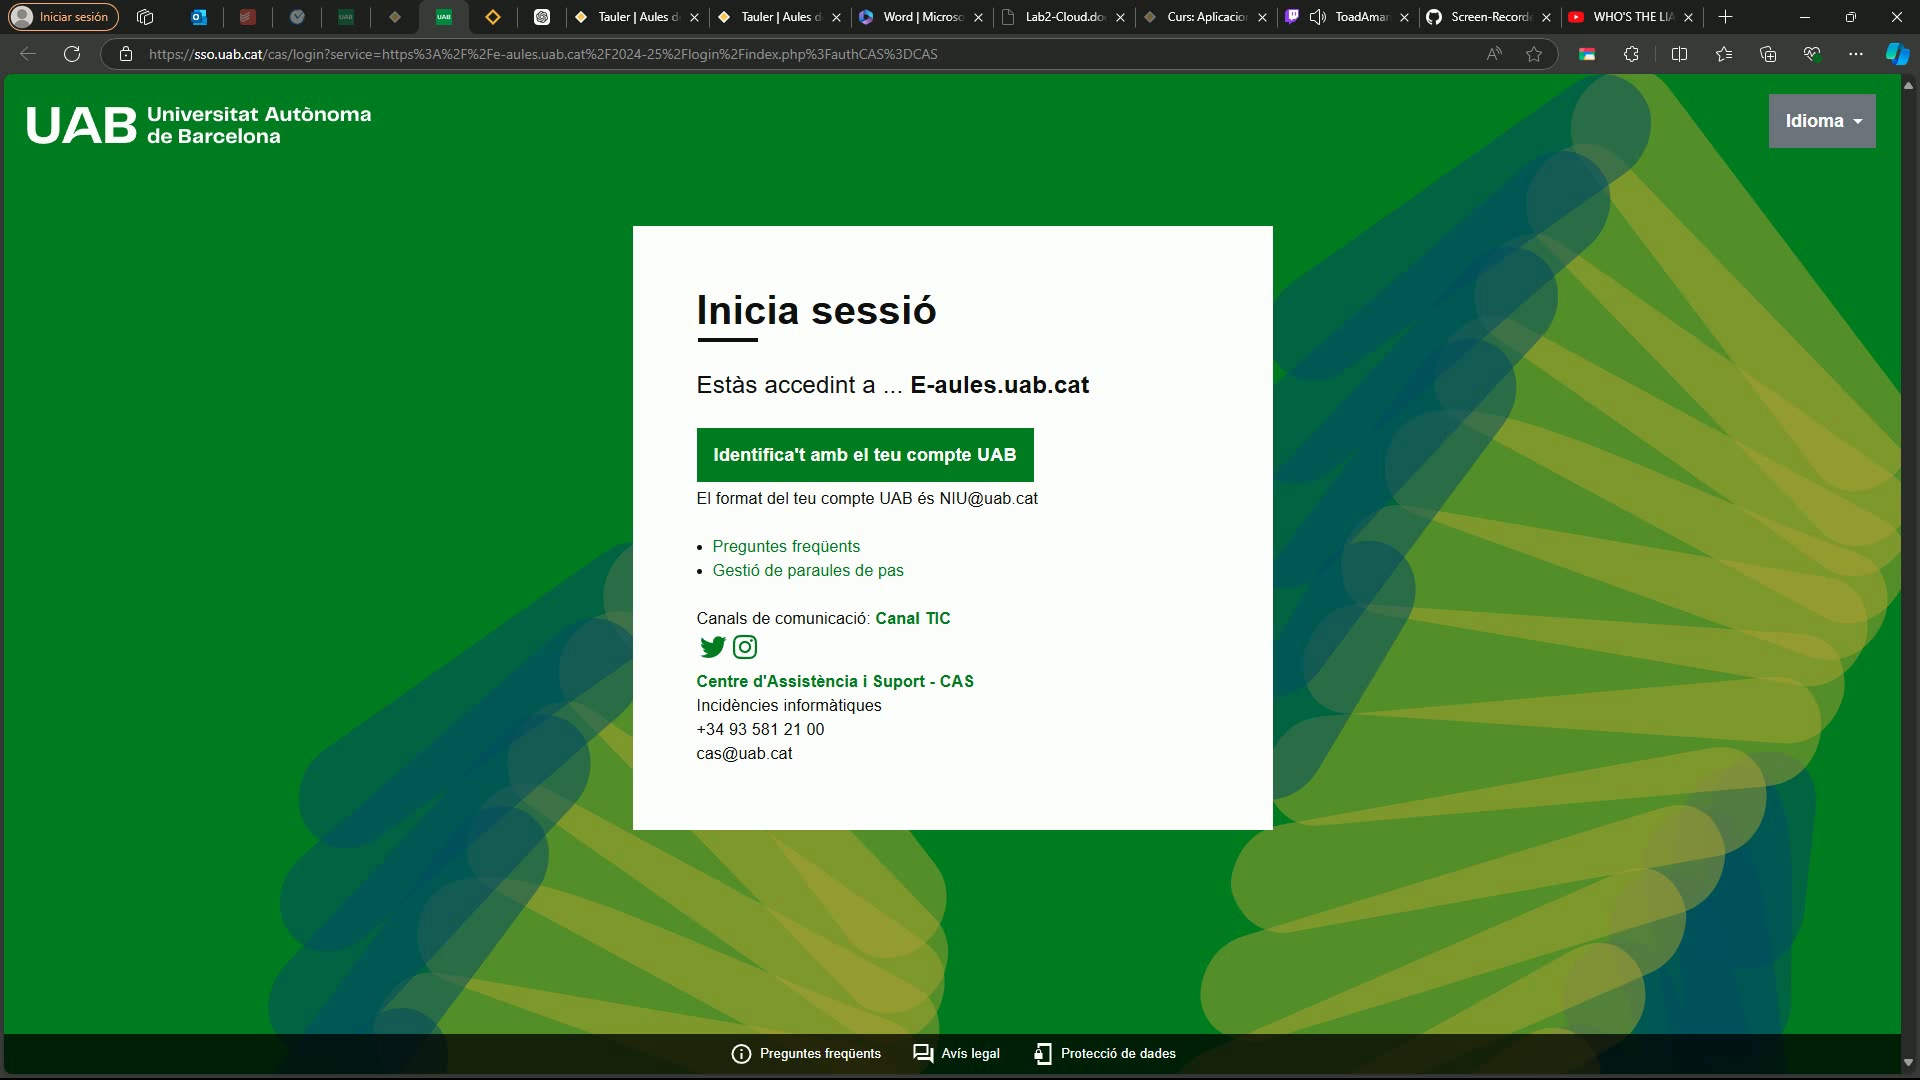 Iniciar sesión
UAB
Tauler | Aules d
Tauler | Aules d
Word | Microso
Lab2-Cloud.do
Curs: Aplicacio
ToadAmar
Screen-Record
WHO'S THE LIA
https://sso.uab.cat/cas/login?service=https%3A%2F%2Fe-aules.uab.cat%2F2024-25%2Flogin%2Findex.php%3FauthCAS%3DCAS
UAB Universitat Autònoma
de Barcelona
Idioma
Inicia sessió
Estàs accedint a ... E-aules.uab.cat
Identifica't amb el teu compte UAB
El format del teu compte UAB és NIU@uab.cat
Preguntes freqüents
Gestió de paraules de pas
Canals de comunicació: Canal TIC
Centre d'Assistència i Suport - CAS
Incidències informàtiques
+34 93 581 21 00
cas@uab.cat
Preguntes freqüents
Avís legal
Protecció de dades